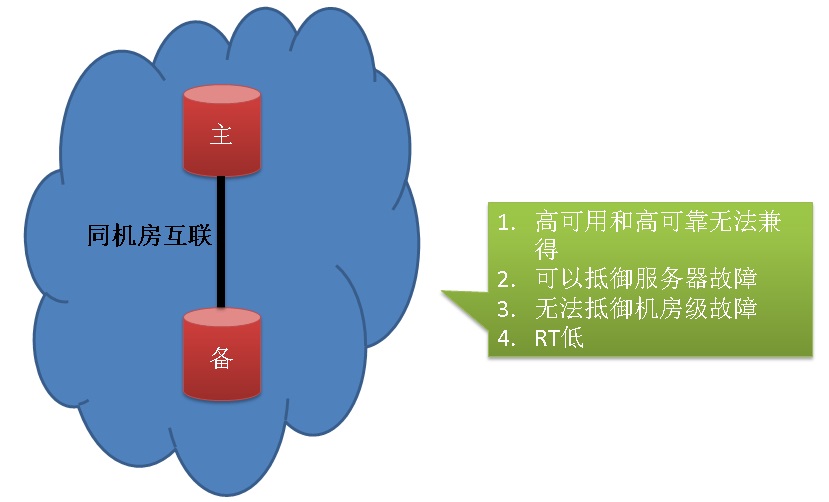 主
同机房互联
备
1. 高可用和高可靠无法兼
得
2. 可以抵御服务器故障
3. 无法抵御机房级故障
4. RT低